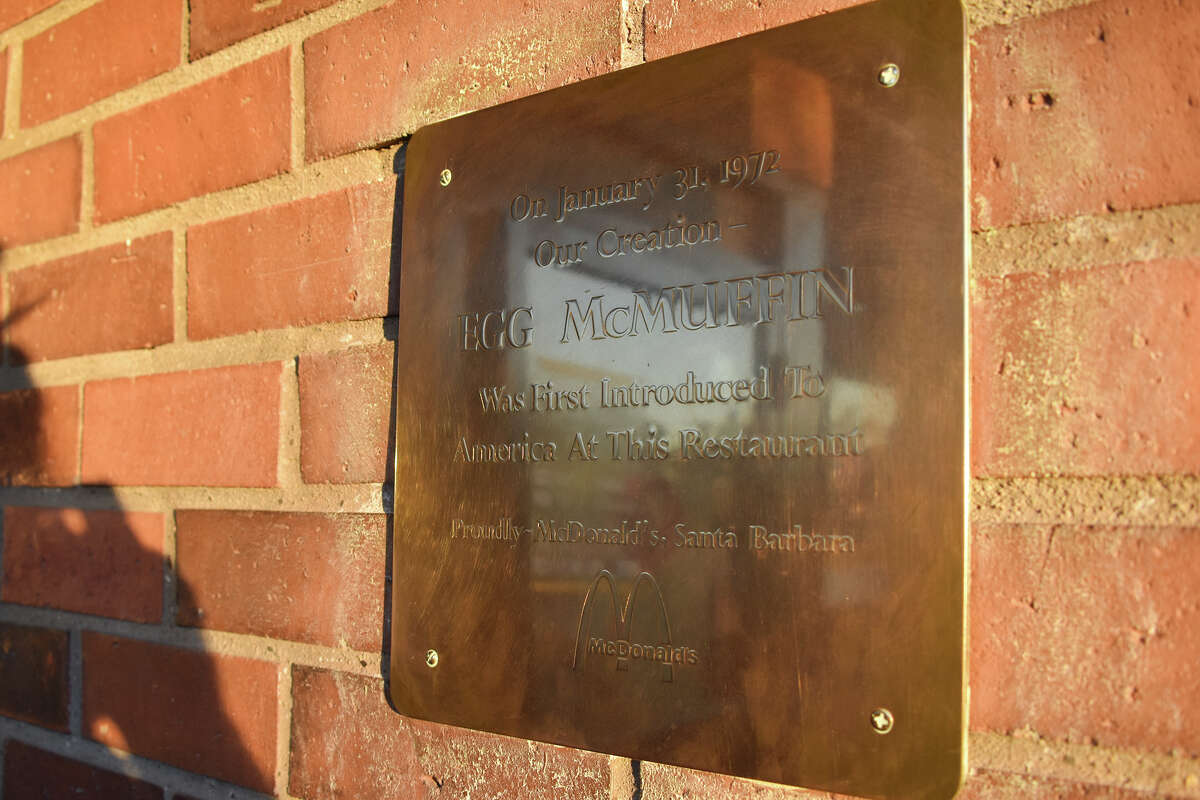 On January 31, 1972
Our Creation –
EGG McMUFFIN
Was First Introduced To
America At This Restaurant
Proudly-McDonald's, Santa Barbara
McDonald's